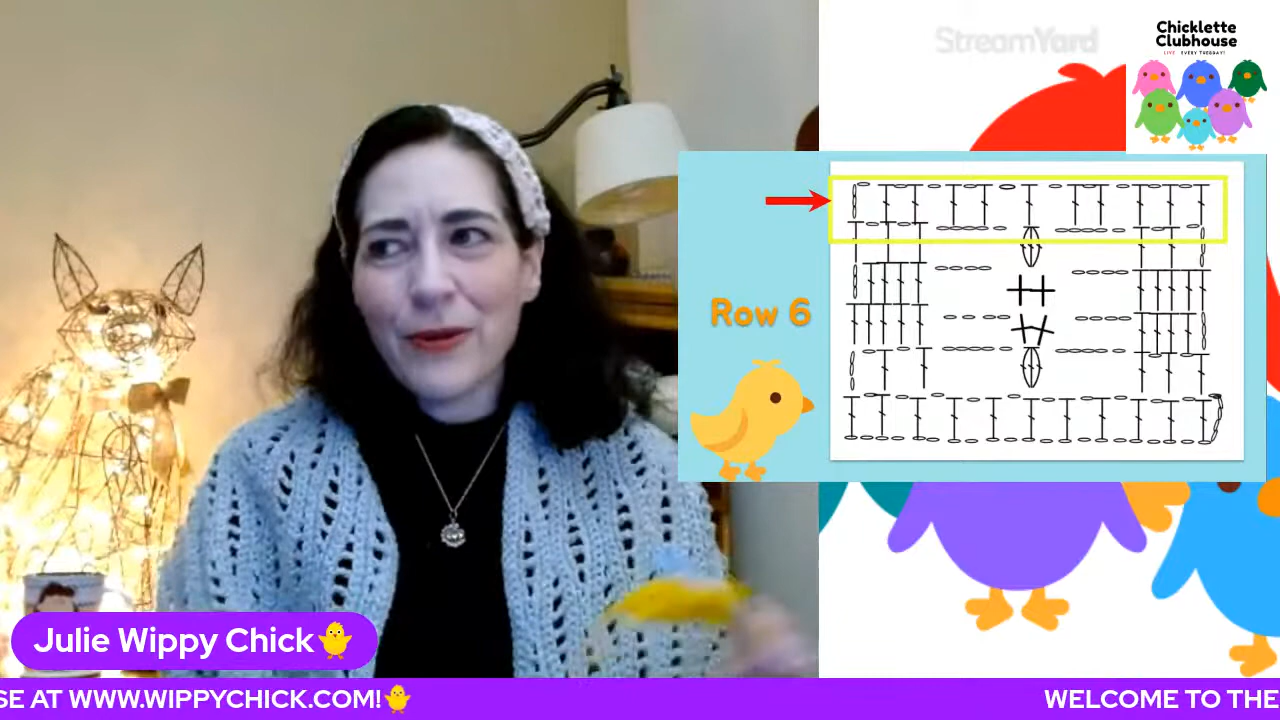 StreamYard
Chicklette
Clubhouse
LIVE EVERY TUESDAY!
Row 6
Julie Wippy Chick🐥
SE AT WWW.WIPPYCHICK.COM!🐥 WELCOME TO THE